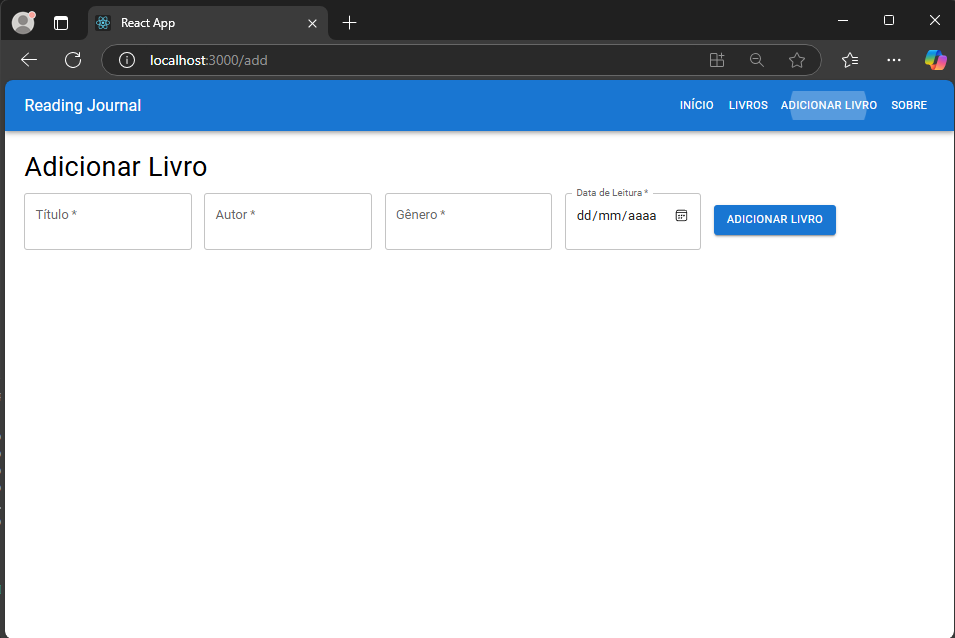 React App
localhost:3000/add
Reading Journal
INÍCIO LIVROS ADICIONAR LIVRO SOBRE
Adicionar Livro
Título * Autor * Gênero * Data de Leitura * dd/mm/aaaa ADICIONAR LIVRO